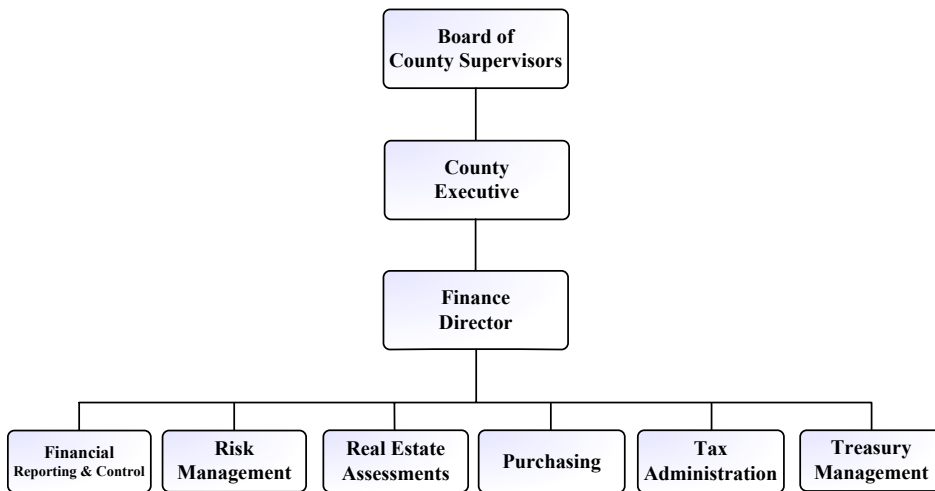 Board of
County Supervisors
County
Executive
Finance
Director
Financial
Reporting & Control
Risk
Management
Real Estate
Assessments
Purchasing
Tax
Administration
Treasury
Management